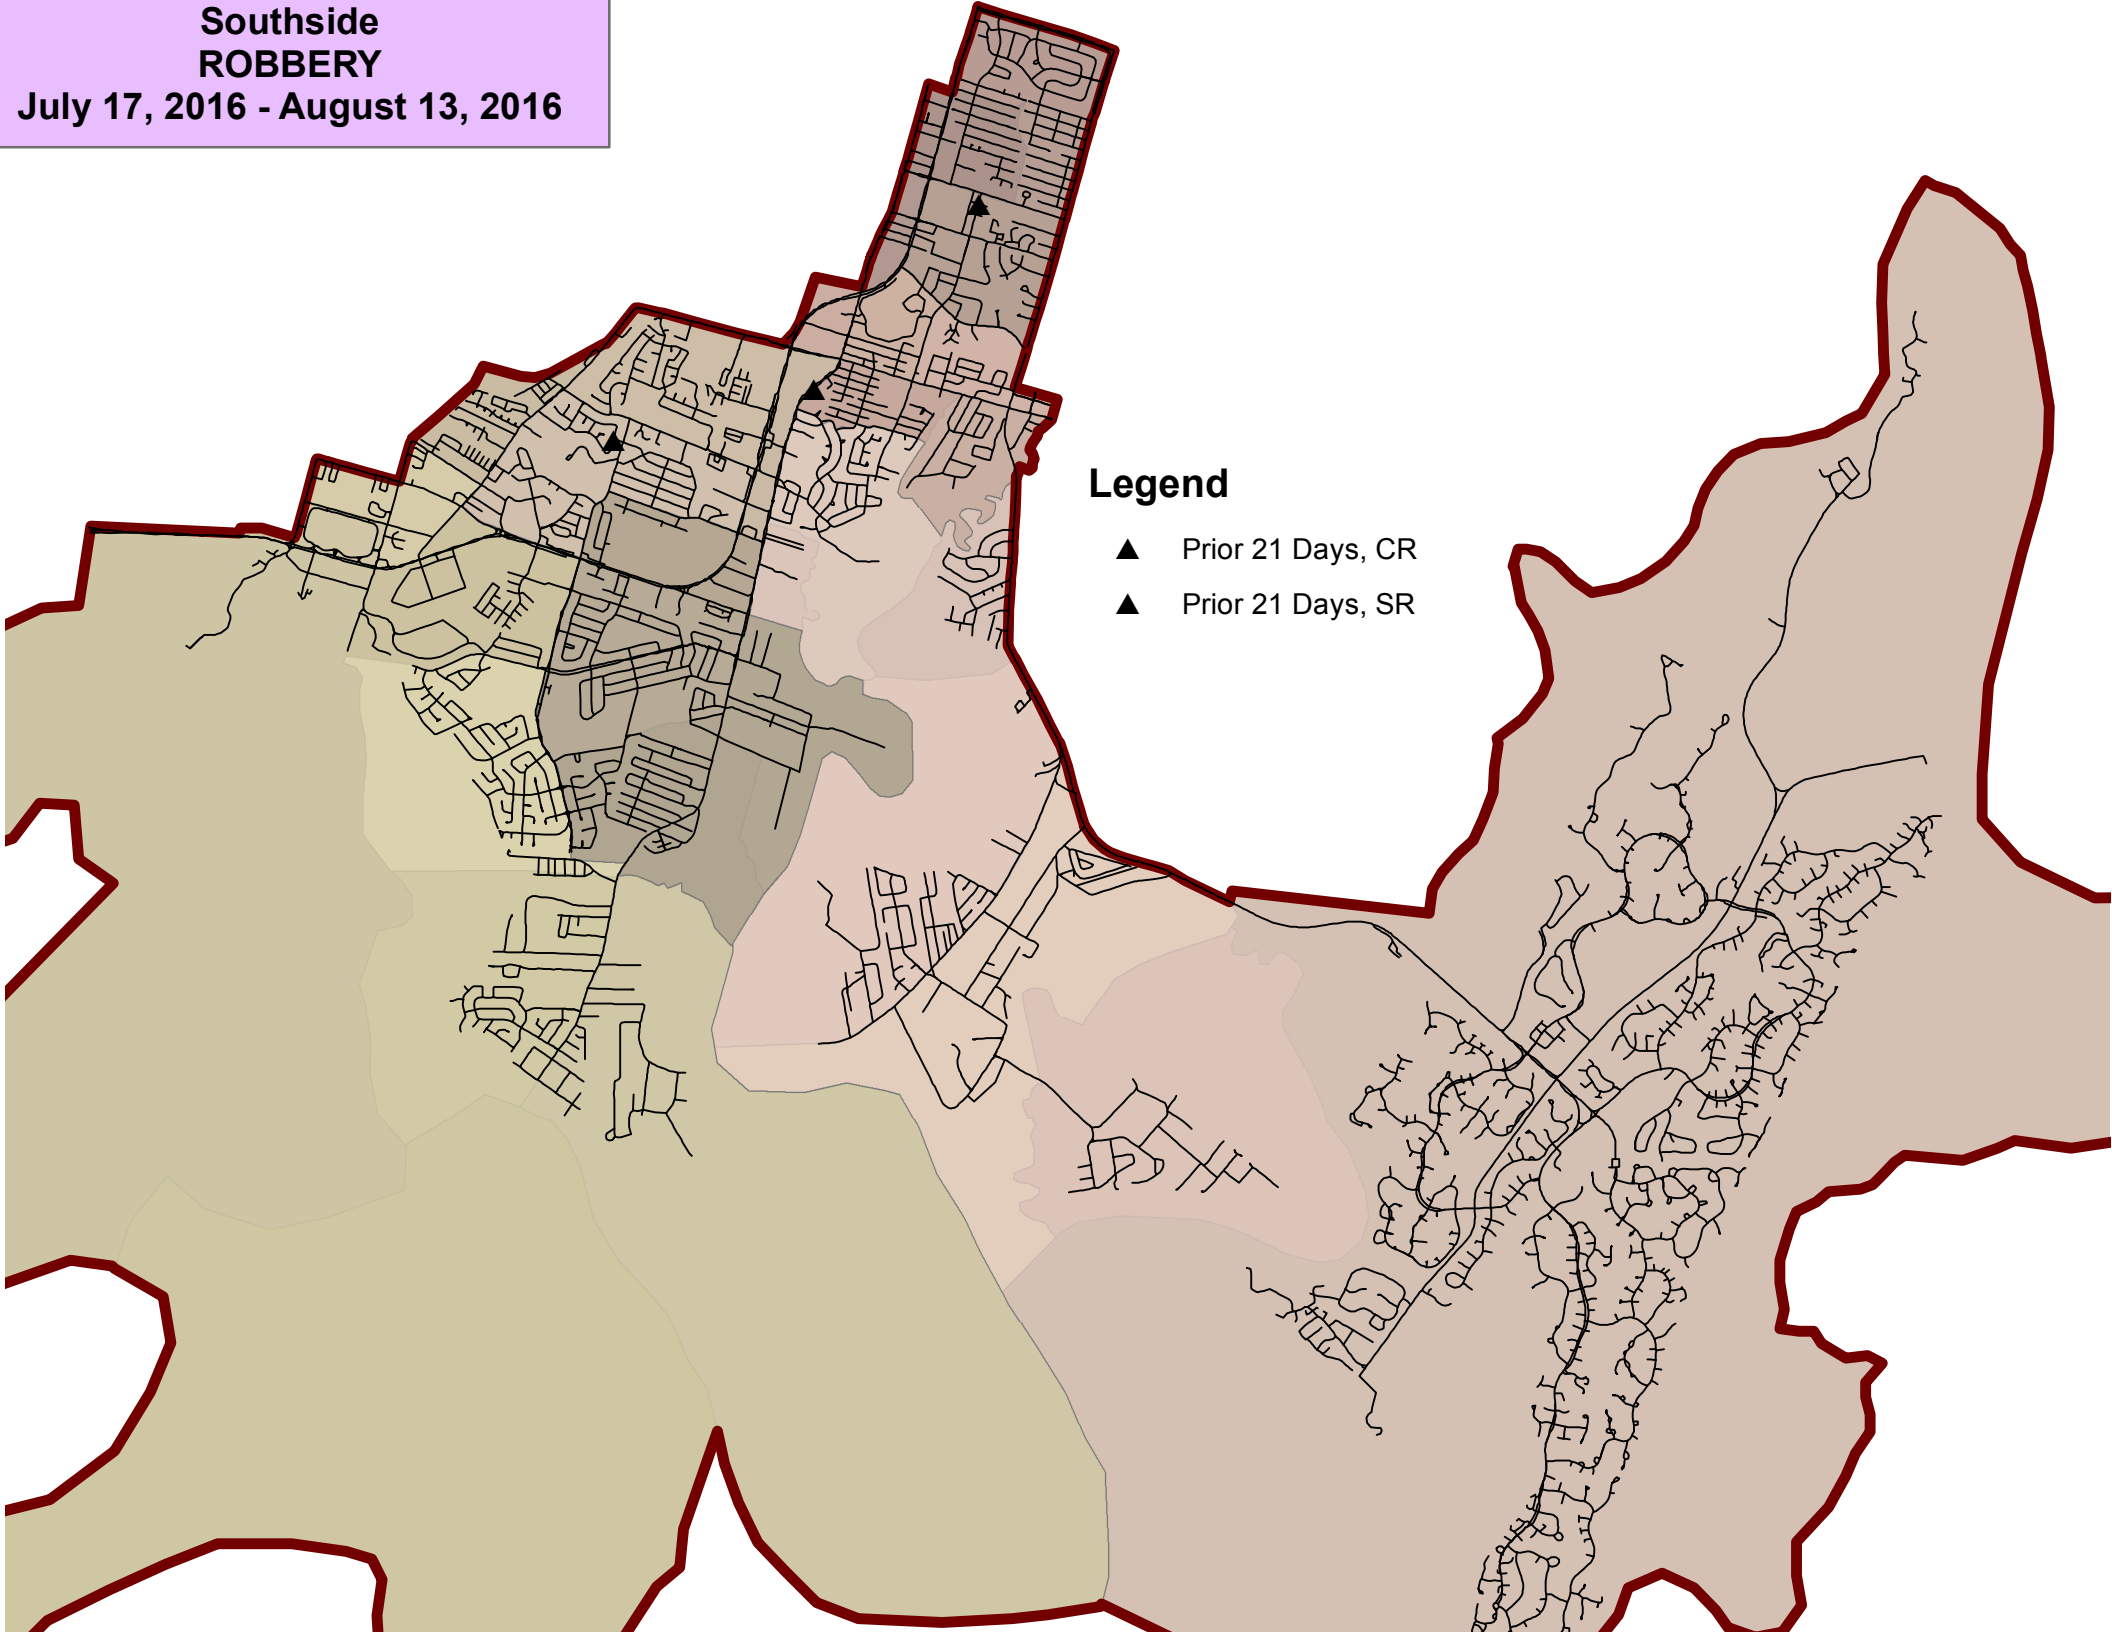 Southside
ROBBERY
July 17, 2016 - August 13, 2016
Legend
Prior 21 Days, CR
Prior 21 Days, SR